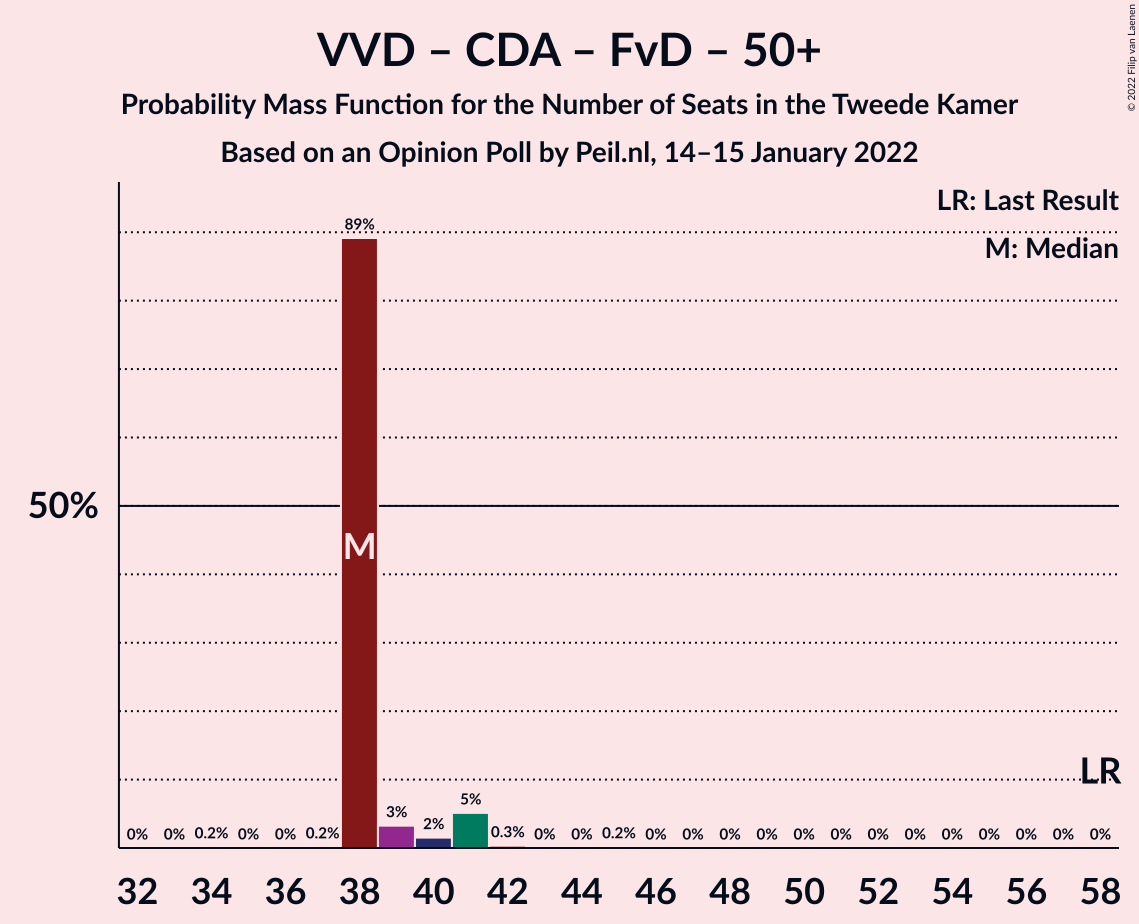 VVD – CDA – FvD – 50+
Probability Mass Function for the Number of Seats in the Tweede Kamer
Based on an Opinion Poll by Peil.nl, 14–15 January 2022
© 2022 Filip van Laenen
LR: Last Result
M: Median
50%
89%
M
LR
0% 0% 0.2% 0% 0% 0.2% 3% 2% 5% 0.3% 0% 0% 0.2% 0% 0% 0% 0% 0% 0% 0% 0% 0% 0% 0% 0% 0%
32 34 36 38 40 42 44 46 48 50 52 54 56 58